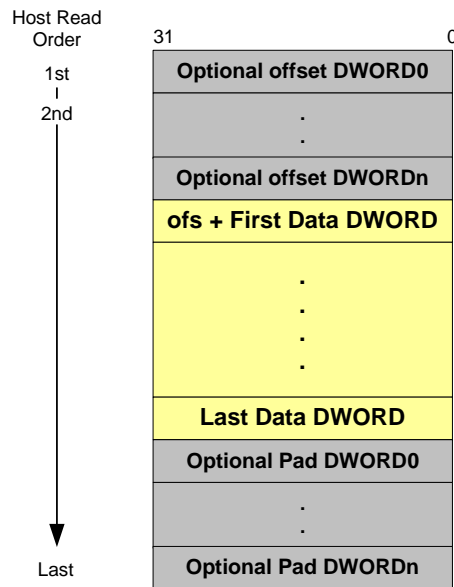 Host Read
Order
31 0
1st
Optional offset DWORD0
2nd
.
.
Optional offset DWORDn
ofs + First Data DWORD
.
.
.
.
Last Data DWORD
Optional Pad DWORD0
.
.
Last
Optional Pad DWORDn